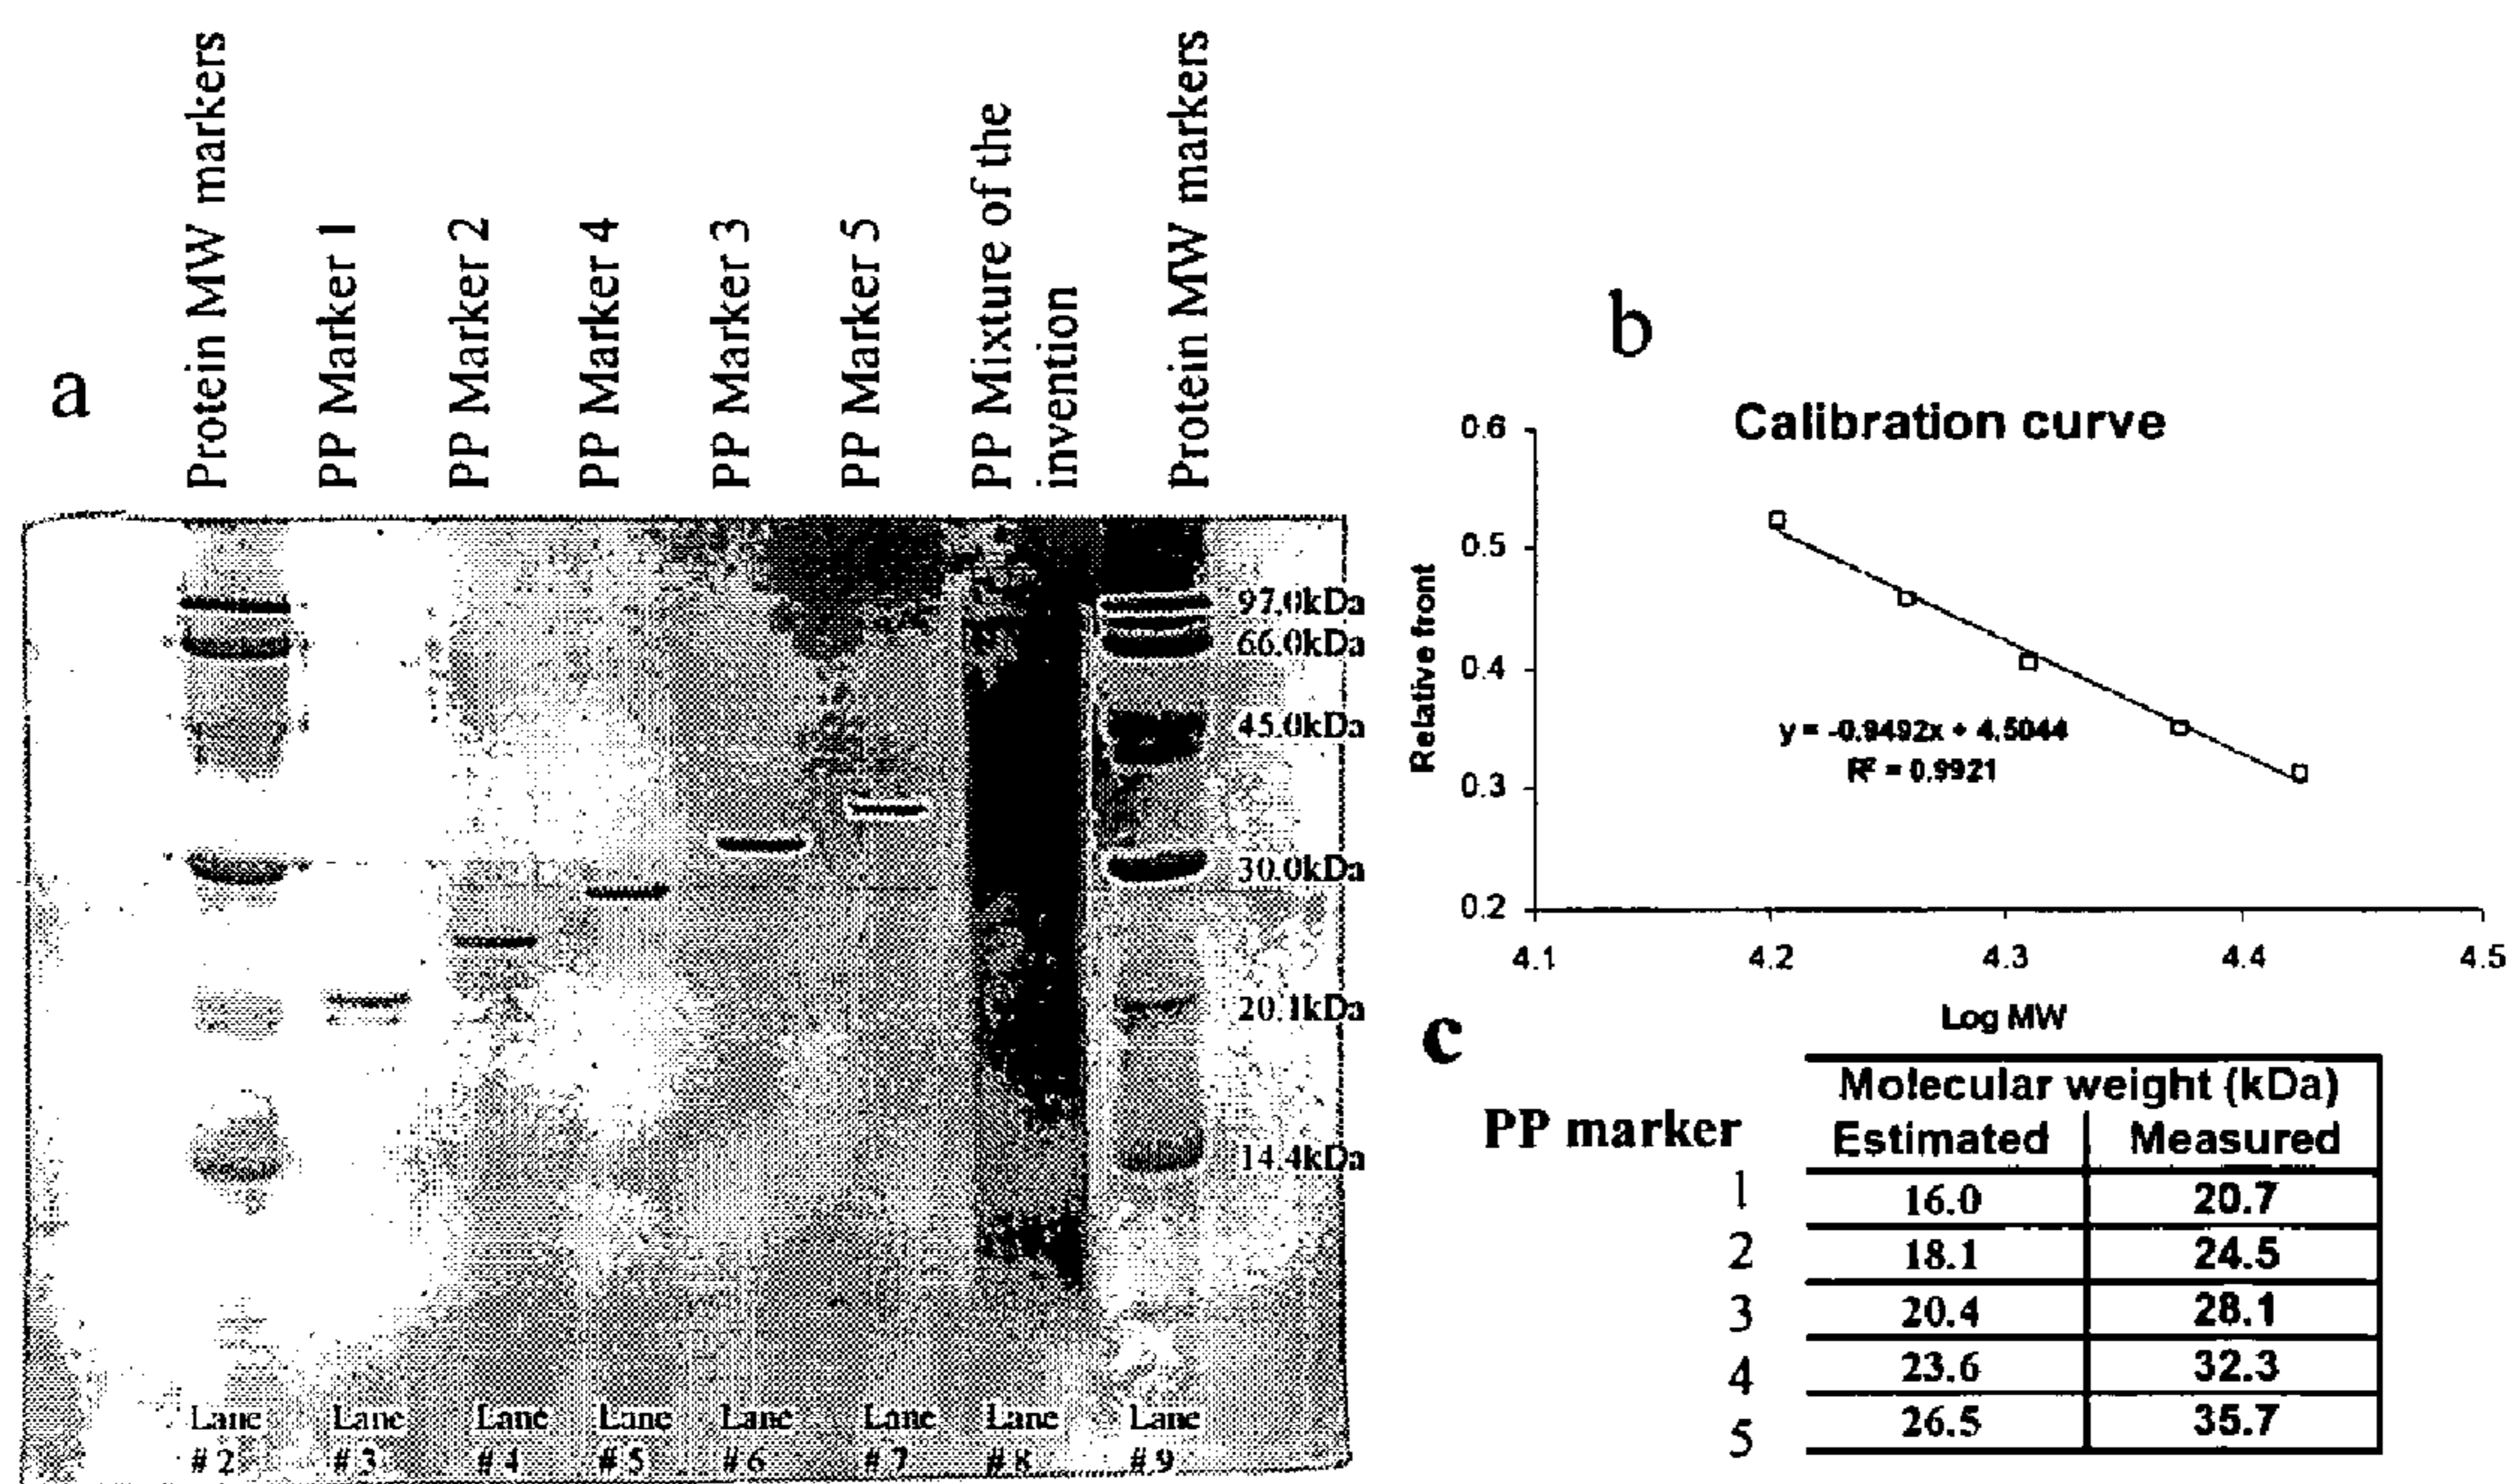 a
Protein MW markers
PP Marker 1
PP Marker 2
PP Marker 4
PP Marker 3
PP Marker 5
PP Mixture of the
invention
Protein MW markers
97.0kDa
66.0kDa
45.0kDa
30.0kDa
20.1kDa
14.4kDa
Lane
#2
Lane
#3
Lane
#4
Lane
#5
Lane
#6
Lane
#7
Lane
#8
Lane
#9
b
Calibration curve
Relative front
0.6
0.5
0.4
0.3
0.2
y = -0.9492x + 4.5044
R² = 0.9921
4.1 4.2 4.3 4.4 4.5
Log MW
c
Molecular weight (kDa)
PP marker Estimated Measured
1 16.0 20.7
2 18.1 24.5
3 20.4 28.1
4 23.6 32.3
5 26.5 35.7